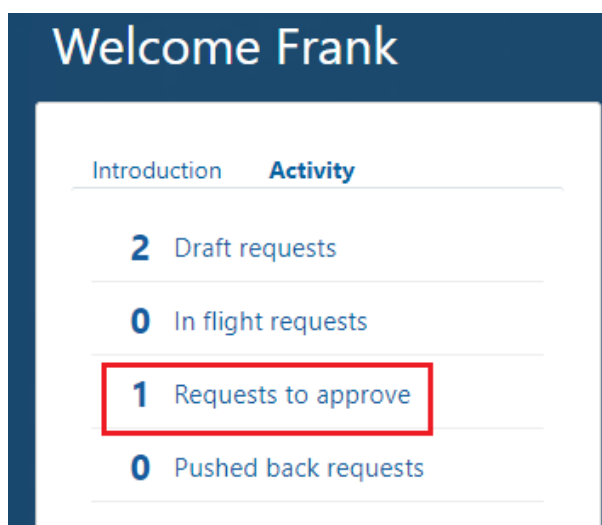 Welcome Frank
Introduction Activity
2 Draft requests
0 In flight requests
1 Requests to approve
0 Pushed back requests